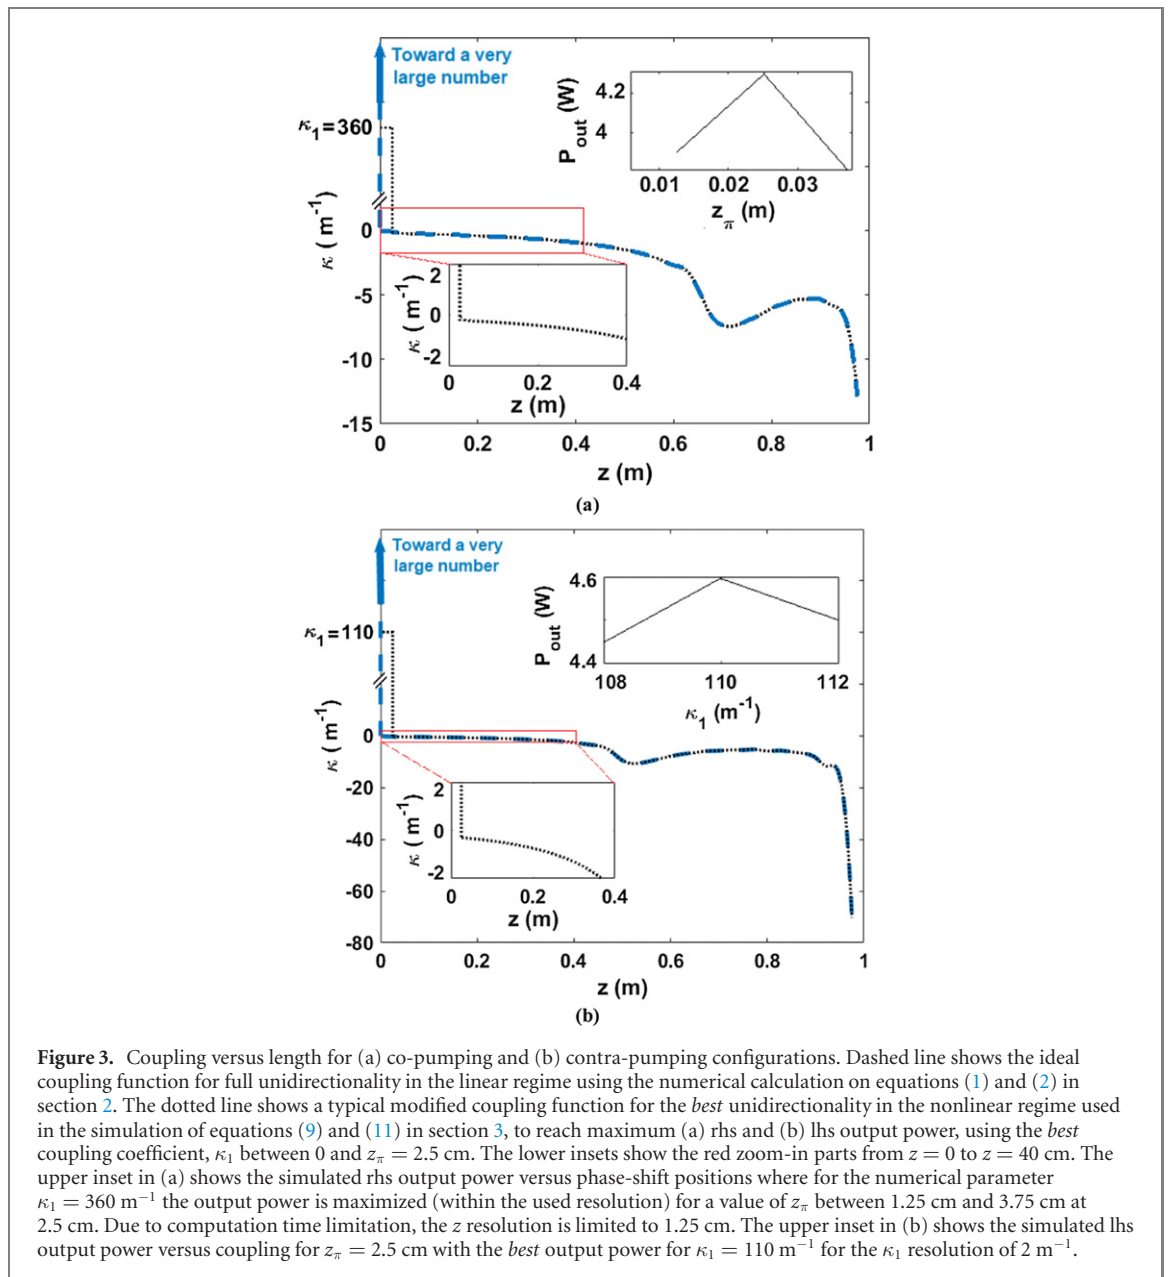 Toward a very
large number
κ1=360
κ ( m-1)
0
-5
-10
-15
0 0.2 0.4 0.6 0.8 1
z (m)
Pout (W)
4.2
4
0.01 0.02 0.03
zπ (m)
κ ( m-1)
2
0
-2
0 0.2 0.4
z (m)
(a)
Toward a very
large number
κ1=110
κ ( m-1)
0
-20
-40
-60
-80
0 0.2 0.4 0.6 0.8 1
z (m)
Pout (W)
4.6
4.4
108 110 112
κ1 (m-1)
κ ( m-1)
2
0
-2
0 0.2 0.4
z (m)
(b)
Figure 3. Coupling versus length for (a) co-pumping and (b) contra-pumping configurations. Dashed line shows the ideal
coupling function for full unidirectionality in the linear regime using the numerical calculation on equations (1) and (2) in
section 2. The dotted line shows a typical modified coupling function for the best unidirectionality in the nonlinear regime used
in the simulation of equations (9) and (11) in section 3, to reach maximum (a) rhs and (b) lhs output power, using the best
coupling coefficient, κ1 between 0 and zπ = 2.5 cm. The lower insets show the red zoom-in parts from z = 0 to z = 40 cm. The
upper inset in (a) shows the simulated rhs output power versus phase-shift positions where for the numerical parameter
κ1 = 360 m−1 the output power is maximized (within the used resolution) for a value of zπ between 1.25 cm and 3.75 cm at
2.5 cm. Due to computation time limitation, the z resolution is limited to 1.25 cm. The upper inset in (b) shows the simulated lhs
output power versus coupling for zπ = 2.5 cm with the best output power for κ1 = 110 m−1 for the κ1 resolution of 2 m−1.